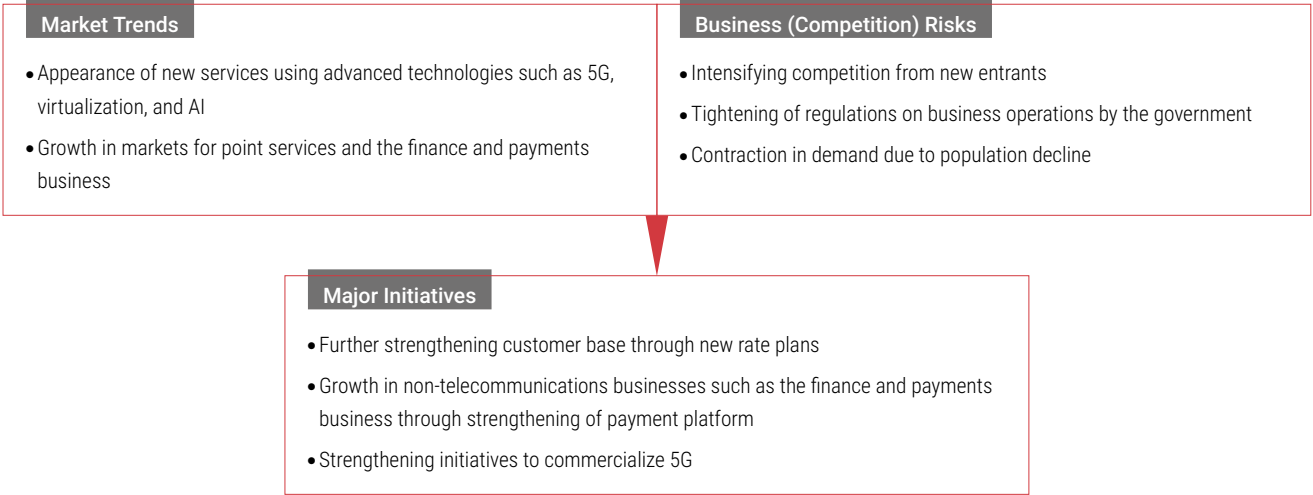 Market Trends
• Appearance of new services using advanced technologies such as 5G,
virtualization, and AI
• Growth in markets for point services and the finance and payments
business
Business (Competition) Risks
• Intensifying competition from new entrants
• Tightening of regulations on business operations by the government
• Contraction in demand due to population decline
Major Initiatives
• Further strengthening customer base through new rate plans
• Growth in non-telecommunications businesses such as the finance and payments
business through strengthening of payment platform
• Strengthening initiatives to commercialize 5G